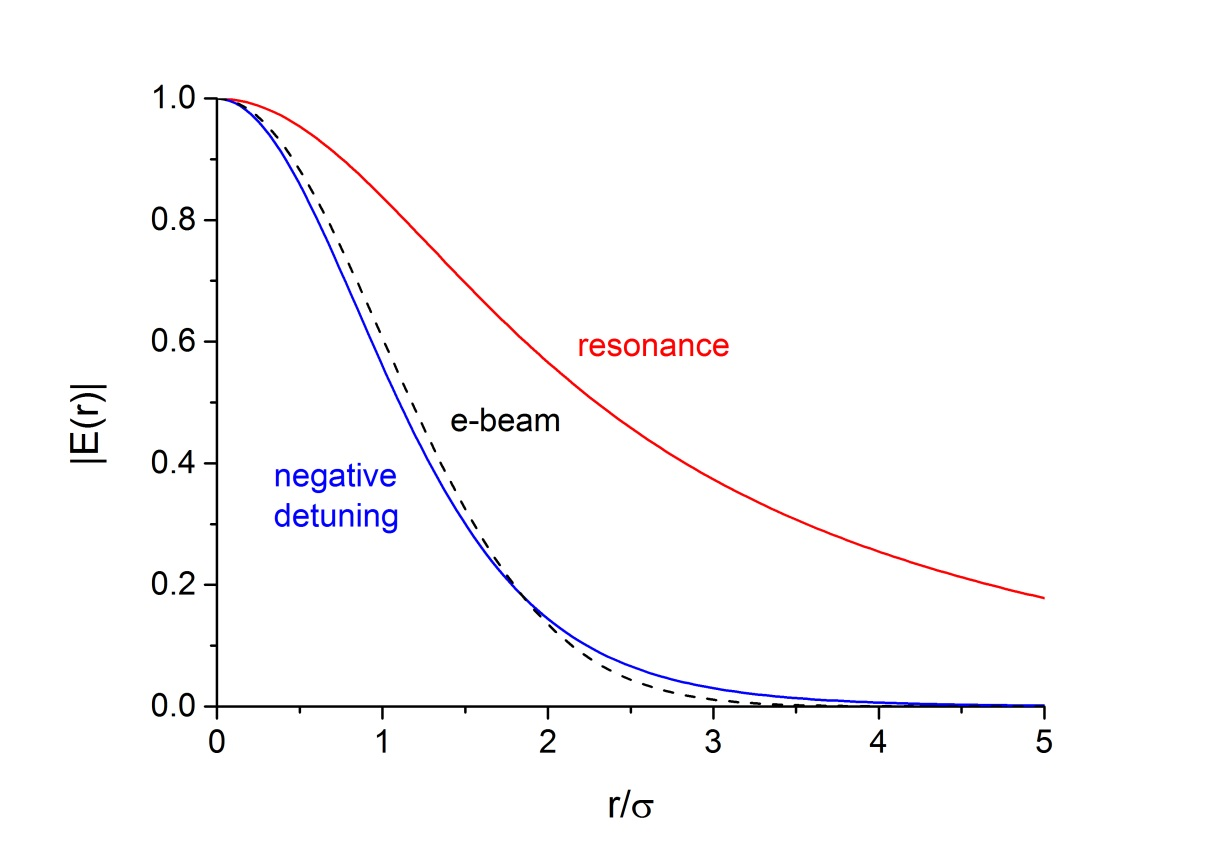 1.0
0.8
0.6
0.4
0.2
0.0
|E(r)|
resonance
e-beam
negative
detuning
0 1 2 3 4 5
r/σ